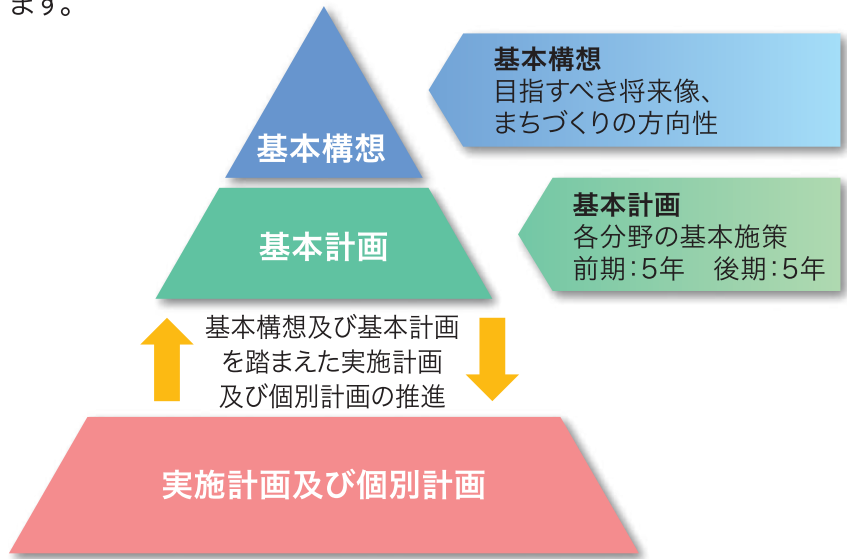 ます。
基本構想
基本構想
目指すべき将来像、
まちづくりの方向性
基本計画
基本計画
各分野の基本施策
前期：5年　後期：5年
基本構想及び基本計画
を踏まえた実施計画
及び個別計画の推進
実施計画及び個別計画